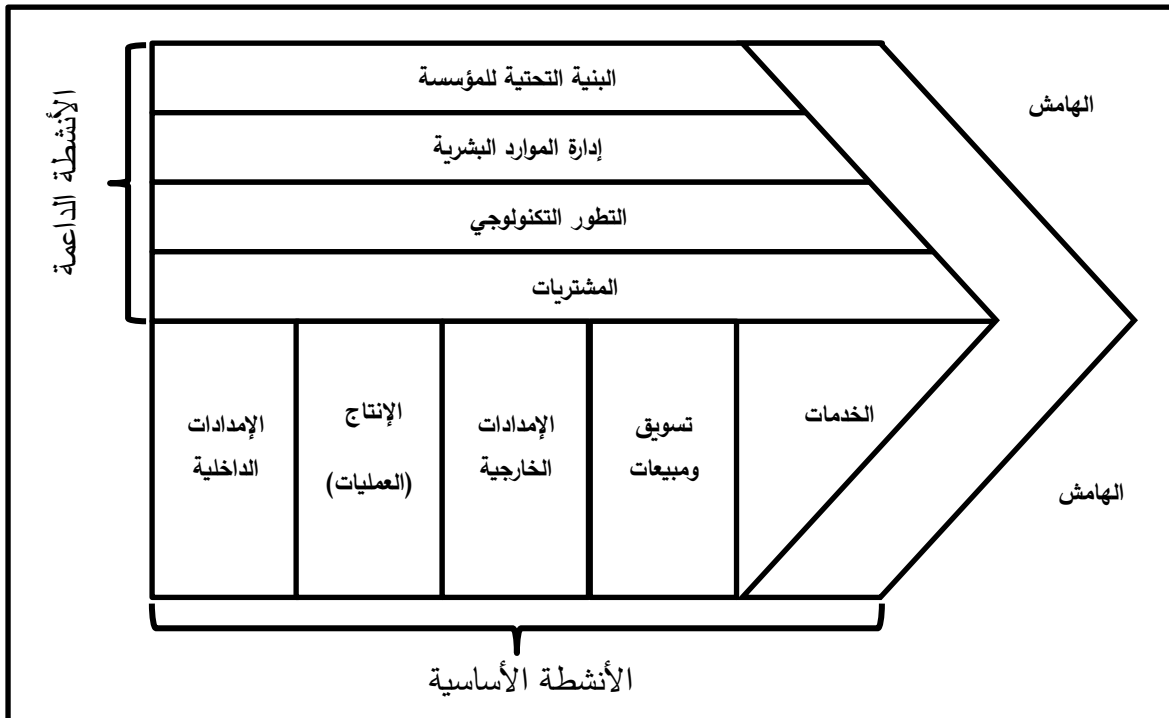 البنية التحتية للمؤسسة
الهامش
إدارة الموارد البشرية
التطور التكنولوجي
المشتريات
الأنشطة الداعمة
الإمدادات
الداخلية
الإنتاج
(العمليات)
الإمدادات
الخارجية
تسويق
ومبيعات
الخدمات
الهامش
الأنشطة الأساسية